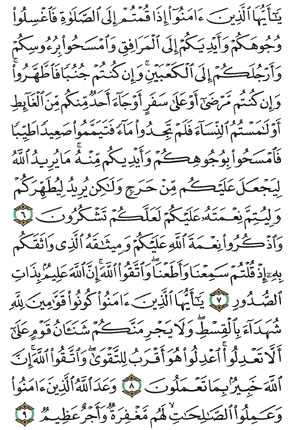 يَٰٓأَيُّهَا ٱلَّذِينَ ءَامَنُوٓا۟ إِذَا قُمْتُمْ إِلَى ٱلصَّلَوٰةِ فَٱغْسِلُوا۟
وُجُوهَكُمْ وَأَيْدِيَكُمْ إِلَى ٱلْمَرَافِقِ وَٱمْسَحُوا۟ بِرُءُوسِكُمْ
وَأَرْجُلَكُمْ إِلَى ٱلْكَعْبَيْنِ ۚ وَإِن كُنتُمْ جُنُبًا فَٱطَّهَّرُوا۟ ۚ
وَإِن كُنتُم مَّرْضَىٰٓ أَوْ عَلَىٰ سَفَرٍ أَوْ جَآءَ أَحَدٌ مِّنكُم مِّنَ ٱلْغَآئِطِ
أَوْ لَٰمَسْتُمُ ٱلنِّسَآءَ فَلَمْ تَجِدُوا۟ مَآءً فَتَيَمَّمُوا۟ صَعِيدًا طَيِّبًا
فَٱمْسَحُوا۟ بِوُجُوهِكُمْ وَأَيْدِيكُم مِّنْهُ ۚ مَا يُرِيدُ ٱللَّهُ
لِيَجْعَلَ عَلَيْكُم مِّنْ حَرَجٍ وَلَٰكِن يُرِيدُ لِيُطَهِّرَكُمْ
وَلِيُتِمَّ نِعْمَتَهُۥ عَلَيْكُمْ لَعَلَّكُمْ تَشْكُرُونَ ٦
وَٱذْكُرُوا۟ نِعْمَةَ ٱللَّهِ عَلَيْكُمْ وَمِيثَٰقَهُ ٱلَّذِى وَاثَقَكُم
بِهِۦٓ إِذْ قُلْتُمْ سَمِعْنَا وَأَطَعْنَا ۖ وَٱتَّقُوا۟ ٱللَّهَ ۚ إِنَّ ٱللَّهَ عَلِيمٌۢ بِذَاتِ
ٱلصُّدُورِ ٧ يَٰٓأَيُّهَا ٱلَّذِينَ ءَامَنُوا۟ كُونُوا۟ قَوَّٰمِينَ لِلَّهِ
شُهَدَآءَ بِٱلْقِسْطِ ۖ وَلَا يَجْرِمَنَّكُمْ شَنَـَٔانُ قَوْمٍ عَلَىٰٓ
أَلَّا تَعْدِلُوا۟ ۚ ٱعْدِلُوا۟ هُوَ أَقْرَبُ لِلتَّقْوَىٰ ۖ وَٱتَّقُوا۟ ٱللَّهَ ۚ إِنَّ
ٱللَّهَ خَبِيرٌۢ بِمَا تَعْمَلُونَ ٨ وَعَدَ ٱللَّهُ ٱلَّذِينَ ءَامَنُوا۟
وَعَمِلُوا۟ ٱلصَّٰلِحَٰتِ ۙ لَهُم مَّغْفِرَةٌ وَأَجْرٌ عَظِيمٌ ٩